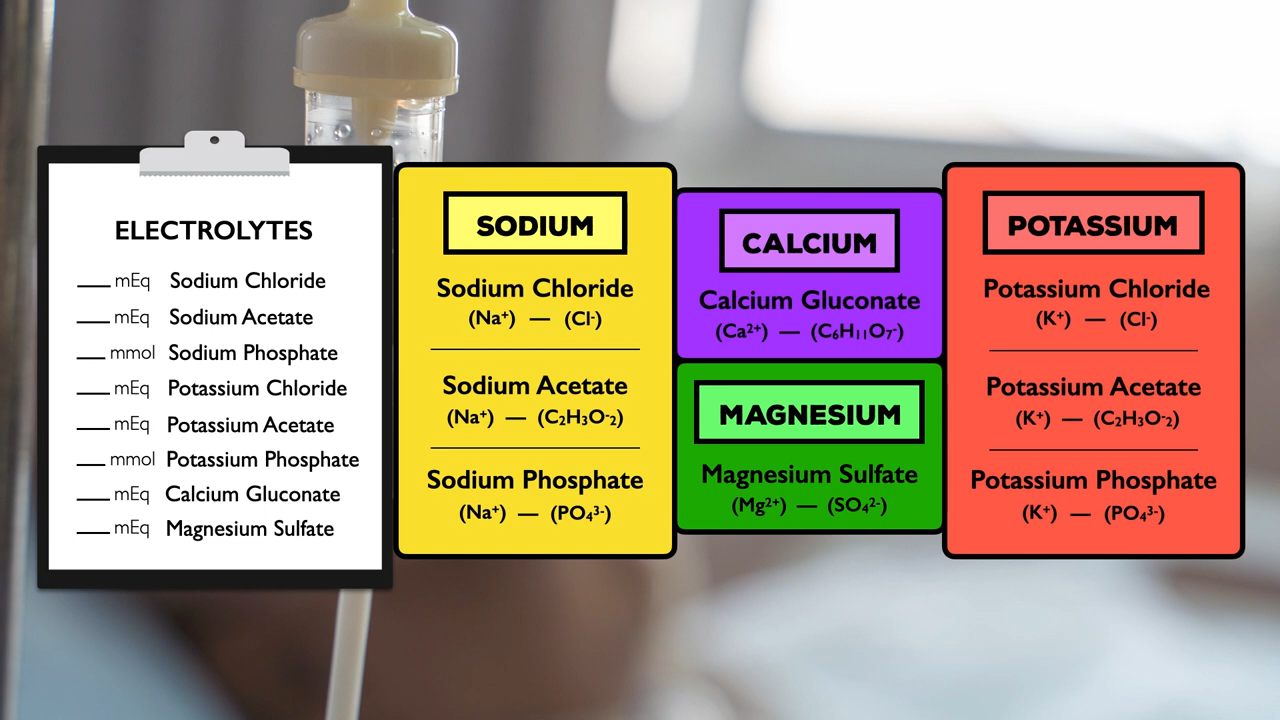 ELECTROLYTES
___ mEq Sodium Chloride
___ mEq Sodium Acetate
___ mmol Sodium Phosphate
___ mEq Potassium Chloride
___ mEq Potassium Acetate
___ mmol Potassium Phosphate
___ mEq Calcium Gluconate
___ mEq Magnesium Sulfate
SODIUM
Sodium Chloride
(Na⁺) — (Cl⁻)
Sodium Acetate
(Na⁺) — (C₂H₃O⁻₂)
Sodium Phosphate
(Na⁺) — (PO₄³⁻)
CALCIUM
Calcium Gluconate
(Ca²⁺) — (C₆H₁₁O₇⁻)
MAGNESIUM
Magnesium Sulfate
(Mg²⁺) — (SO₄²⁻)
POTASSIUM
Potassium Chloride
(K⁺) — (Cl⁻)
Potassium Acetate
(K⁺) — (C₂H₃O⁻₂)
Potassium Phosphate
(K⁺) — (PO₄³⁻)